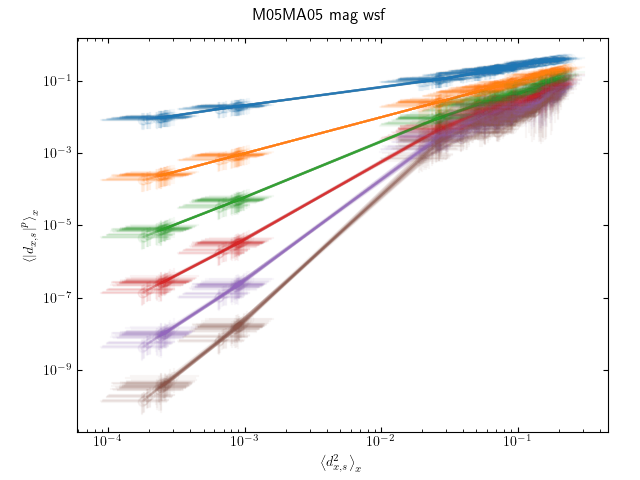 M05MA05 mag wsf
10⁻¹
10⁻³
10⁻⁵
10⁻⁷
10⁻⁹
⟨|d_{x,s}|^p⟩_x
10⁻⁴ 10⁻³ 10⁻² 10⁻¹
⟨d²_{x,s}⟩_x